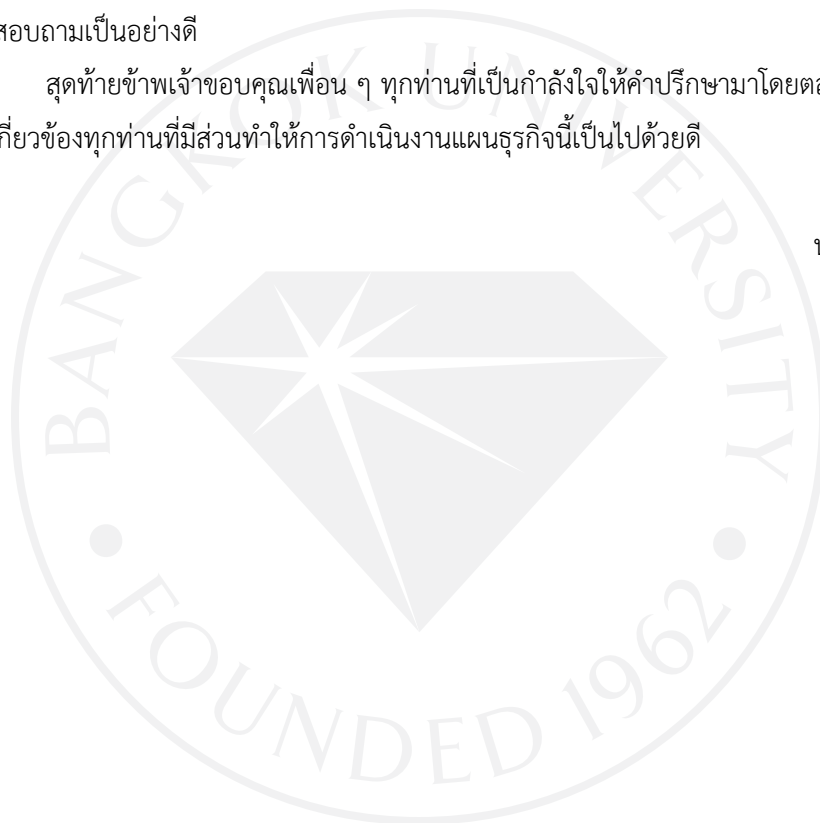 สอบถามเป็นอย่างดี
สุดท้ายข้าพเจ้าขอบคุณเพื่อน ๆ ทุกท่านที่เป็นกำลังใจให้คำปรึกษามาโดย
กี่ยวข้องทุกท่านที่มีส่วนทำให้การดำเนินงานแผนธุรกิจนี้เป็นไปด้วยดี
BANGKOK UNIVERSITY
FOUNDED 1962